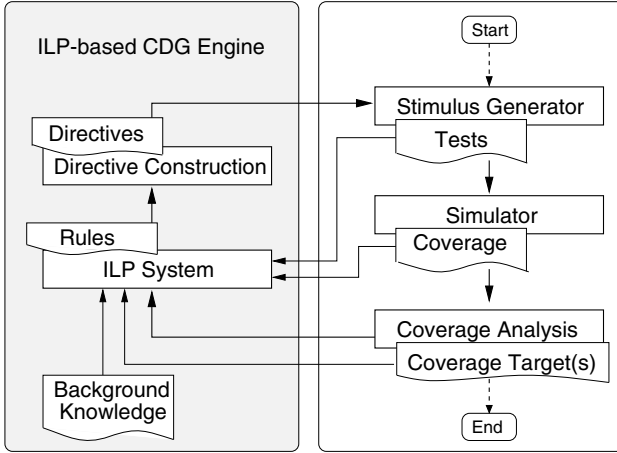 ILP-based CDG Engine
Directives
Directive Construction
Rules
ILP System
Background
Knowledge
Start
Stimulus Generator
Tests
Simulator
Coverage
Coverage Analysis
Coverage Target(s)
End